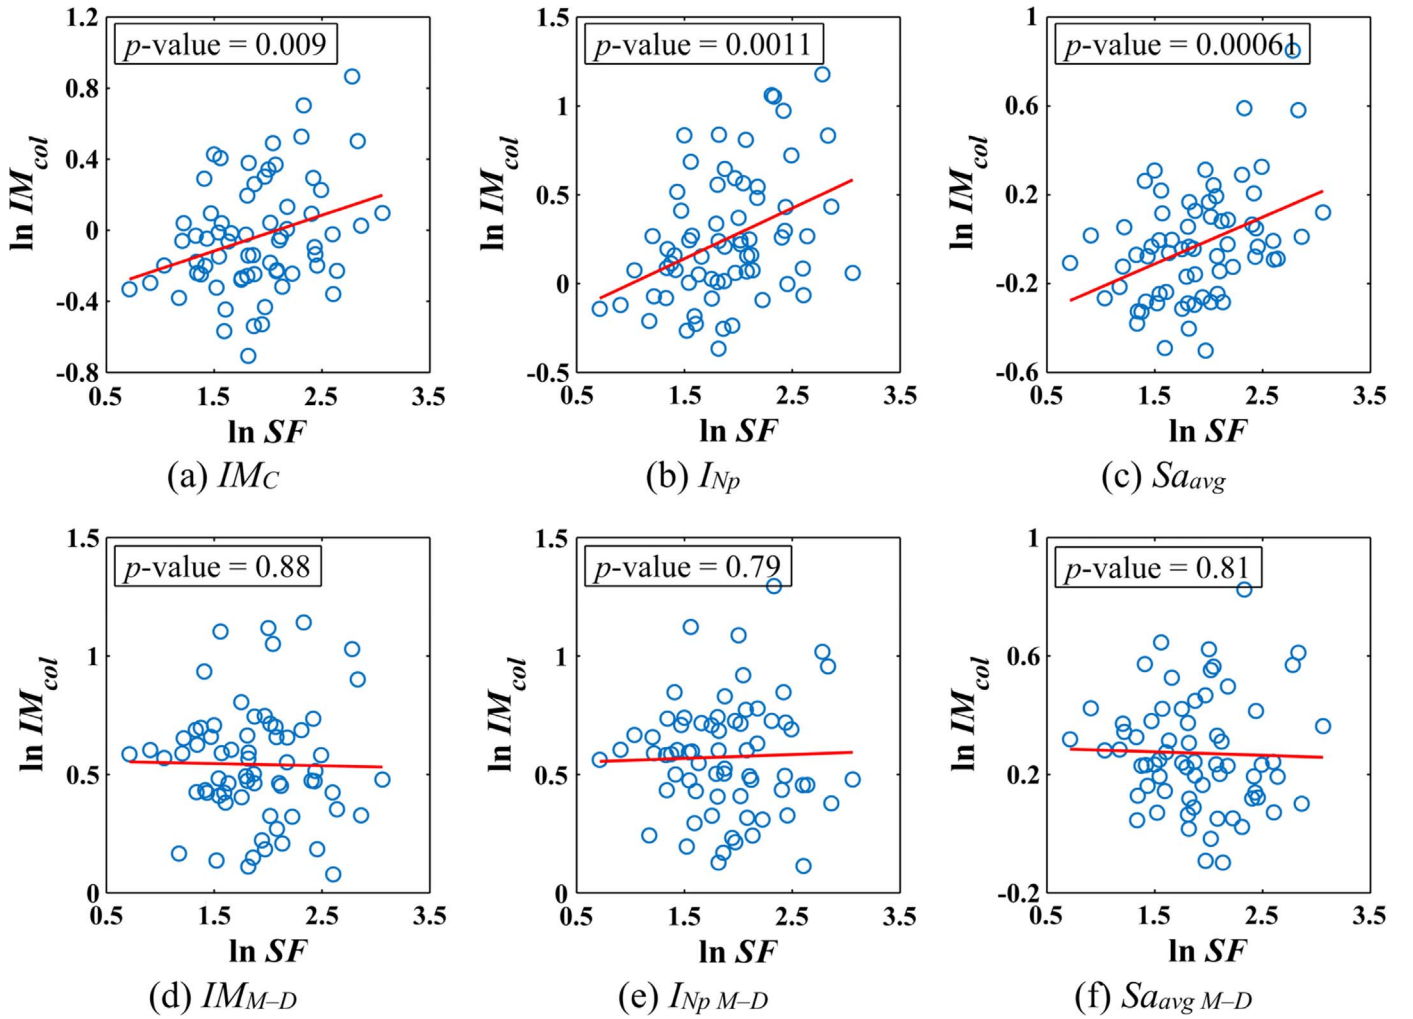 1.2
p-value = 0.009
0.8
0.4
0
-0.4
-0.8
0.5 1.5 2.5 3.5
ln IMcol
ln SF
(a) IMC
1.5
p-value = 0.0011
1
0.5
0
-0.5
0.5 1.5 2.5 3.5
ln IMcol
ln SF
(b) INp
1
p-value = 0.00061
0.6
0.2
-0.2
-0.6
0.5 1.5 2.5 3.5
ln IMcol
ln SF
(c) Saavg
1.5
p-value = 0.88
1
0.5
0
0.5 1.5 2.5 3.5
ln IMcol
ln SF
(d) IMM–D
1.5
p-value = 0.79
1
0.5
0
0.5 1.5 2.5 3.5
ln IMcol
ln SF
(e) INp M–D
1
p-value = 0.81
0.6
0.2
-0.2
0.5 1.5 2.5 3.5
ln IMcol
ln SF
(f) Saavg M–D